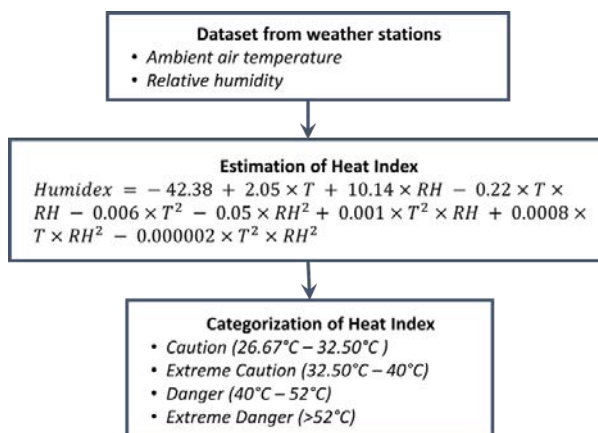 Dataset from weather stations
• Ambient air temperature
• Relative humidity
Estimation of Heat Index
Humidex = − 42.38 + 2.05 × T + 10.14 × RH − 0.22 × T ×
RH − 0.006 × T² − 0.05 × RH² + 0.001 × T² × RH + 0.0008 ×
T × RH² − 0.000002 × T² × RH²
Categorization of Heat Index
• Caution (26.67°C – 32.50°C )
• Extreme Caution (32.50°C – 40°C)
• Danger (40°C – 52°C)
• Extreme Danger (>52°C)